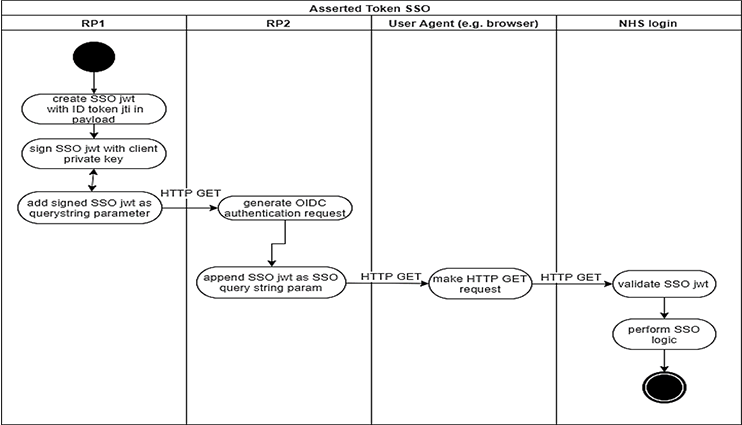 Asserted Token SSO
RP1
RP2
User Agent (e.g. browser)
NHS login
create SSO jwt
with ID token jti in
payload
sign SSO jwt with client
private key
add signed SSO jwt as
querystring parameter
HTTP GET
generate OIDC
authentication request
append SSO jwt as SSO
query string param
HTTP GET
make HTTP GET
request
HTTP GET
validate SSO jwt
perform SSO
logic